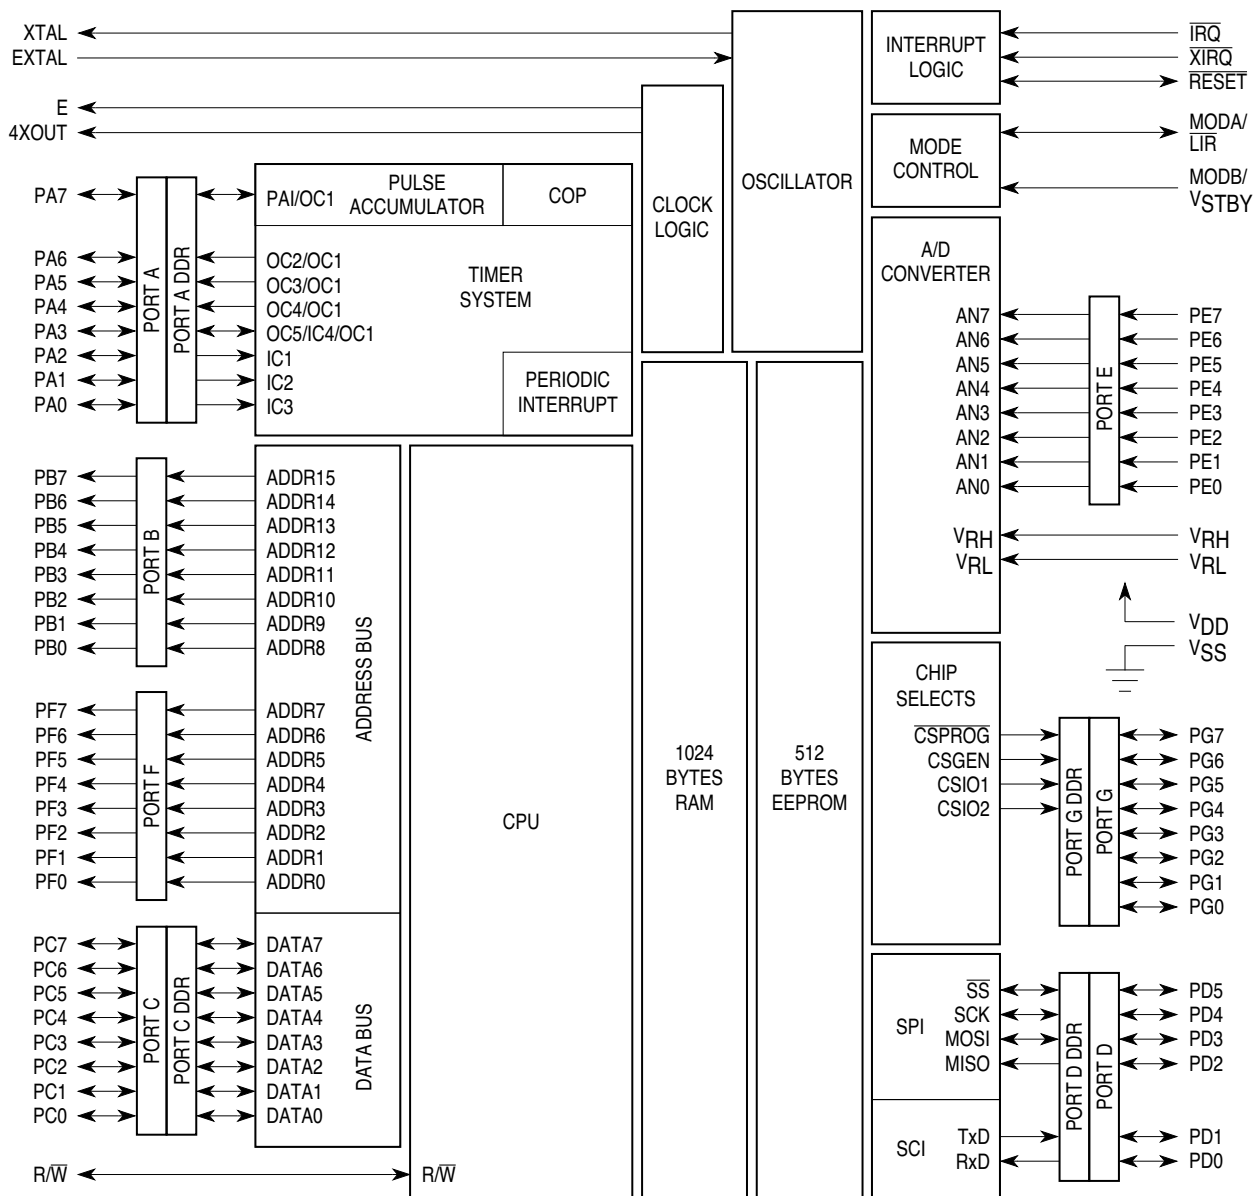 XTAL
EXTAL
E
4XOUT
PA7
PA6
PA5
PA4
PA3
PA2
PA1
PA0
PORT A
PORT A DDR
PAI/OC1
PULSE
ACCUMULATOR
COP
OC2/OC1
OC3/OC1
OC4/OC1
OC5/IC4/OC1
IC1
IC2
IC3
TIMER
SYSTEM
PERIODIC
INTERRUPT
CLOCK
LOGIC
OSCILLATOR
INTERRUPT
LOGIC
I̅R̅Q̅
X̅I̅R̅Q̅
R̅E̅S̅E̅T̅
MODE
CONTROL
MODA/
L̅I̅R̅
MODB/
VSTBY
A/D
CONVERTER
AN7
AN6
AN5
AN4
AN3
AN2
AN1
AN0
VRH
VRL
PORT E
PE7
PE6
PE5
PE4
PE3
PE2
PE1
PE0
VRH
VRL
VDD
VSS
PB7
PB6
PB5
PB4
PB3
PB2
PB1
PB0
PORT B
ADDR15
ADDR14
ADDR13
ADDR12
ADDR11
ADDR10
ADDR9
ADDR8
ADDRESS BUS
PF7
PF6
PF5
PF4
PF3
PF2
PF1
PF0
PORT F
ADDR7
ADDR6
ADDR5
ADDR4
ADDR3
ADDR2
ADDR1
ADDR0
PC7
PC6
PC5
PC4
PC3
PC2
PC1
PC0
PORT C
PORT C DDR
DATA7
DATA6
DATA5
DATA4
DATA3
DATA2
DATA1
DATA0
DATA BUS
R/W̅
R/W̅
CPU
1024
BYTES
RAM
512
BYTES
EEPROM
CHIP
SELECTS
C̅S̅P̅R̅O̅G̅
CSGEN
CSIO1
CSIO2
PORT G DDR
PORT G
PG7
PG6
PG5
PG4
PG3
PG2
PG1
PG0
SPI
S̅S̅
SCK
MOSI
MISO
SCI
TxD
RxD
PORT D DDR
PORT D
PD5
PD4
PD3
PD2
PD1
PD0